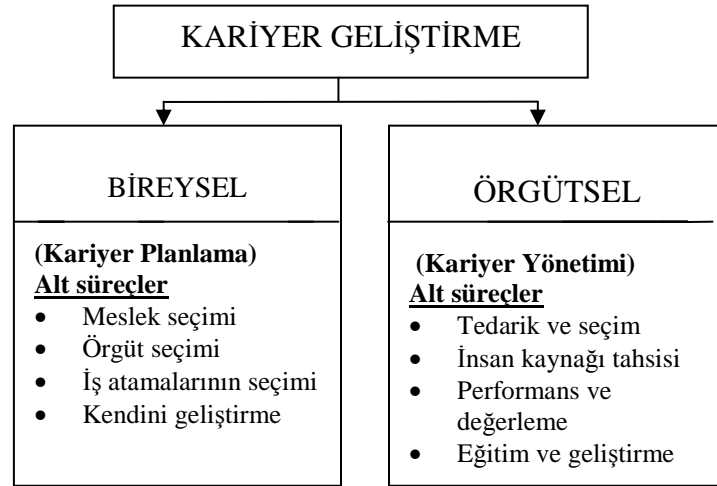 KARİYER GELİŞTİRME
BİREYSEL
(Kariyer Planlama)
Alt süreçler
• Meslek seçimi
• Örgüt seçimi
• İş atamalarının seçimi
• Kendini geliştirme
ÖRGÜTSEL
(Kariyer Yönetimi)
Alt süreçler
• Tedarik ve seçim
• İnsan kaynağı tahsisi
• Performans ve
değerleme
• Eğitim ve geliştirme